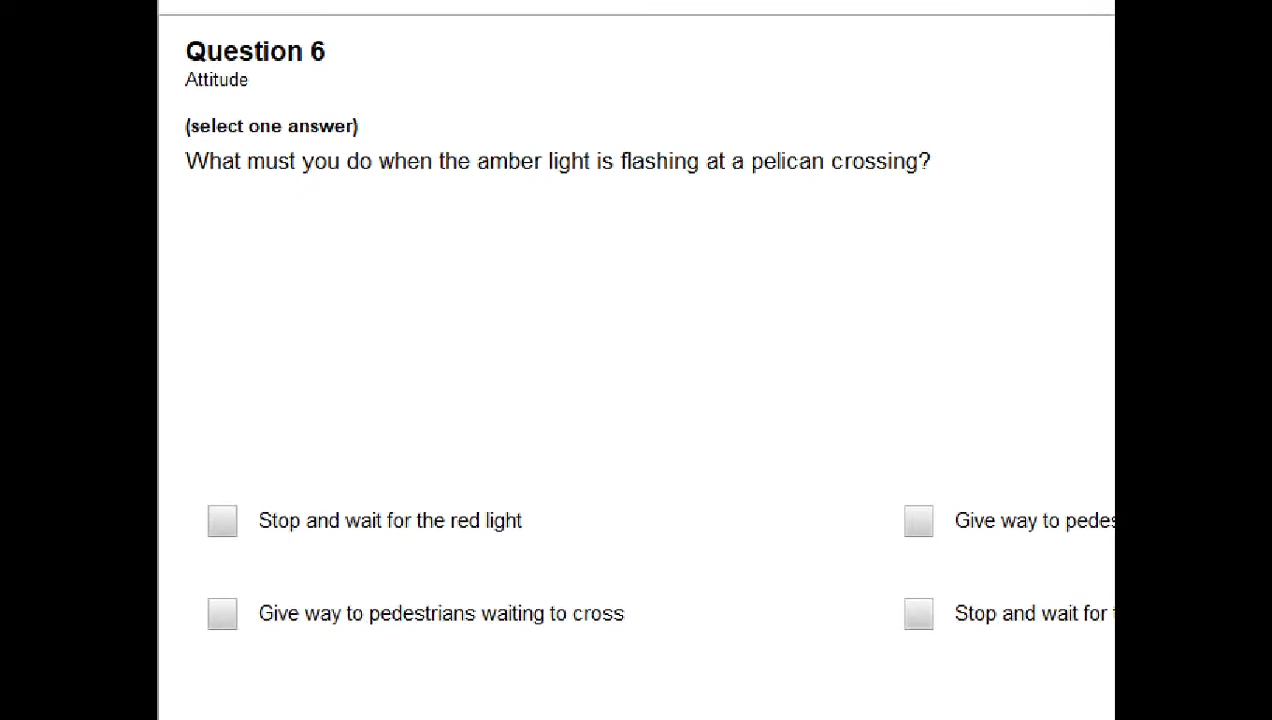 Question 6
Attitude
(select one answer)
What must you do when the amber light is flashing at a pelican crossing?
Stop and wait for the red light
Give way to
Give way to pedestrians waiting to cross
Stop and wait for